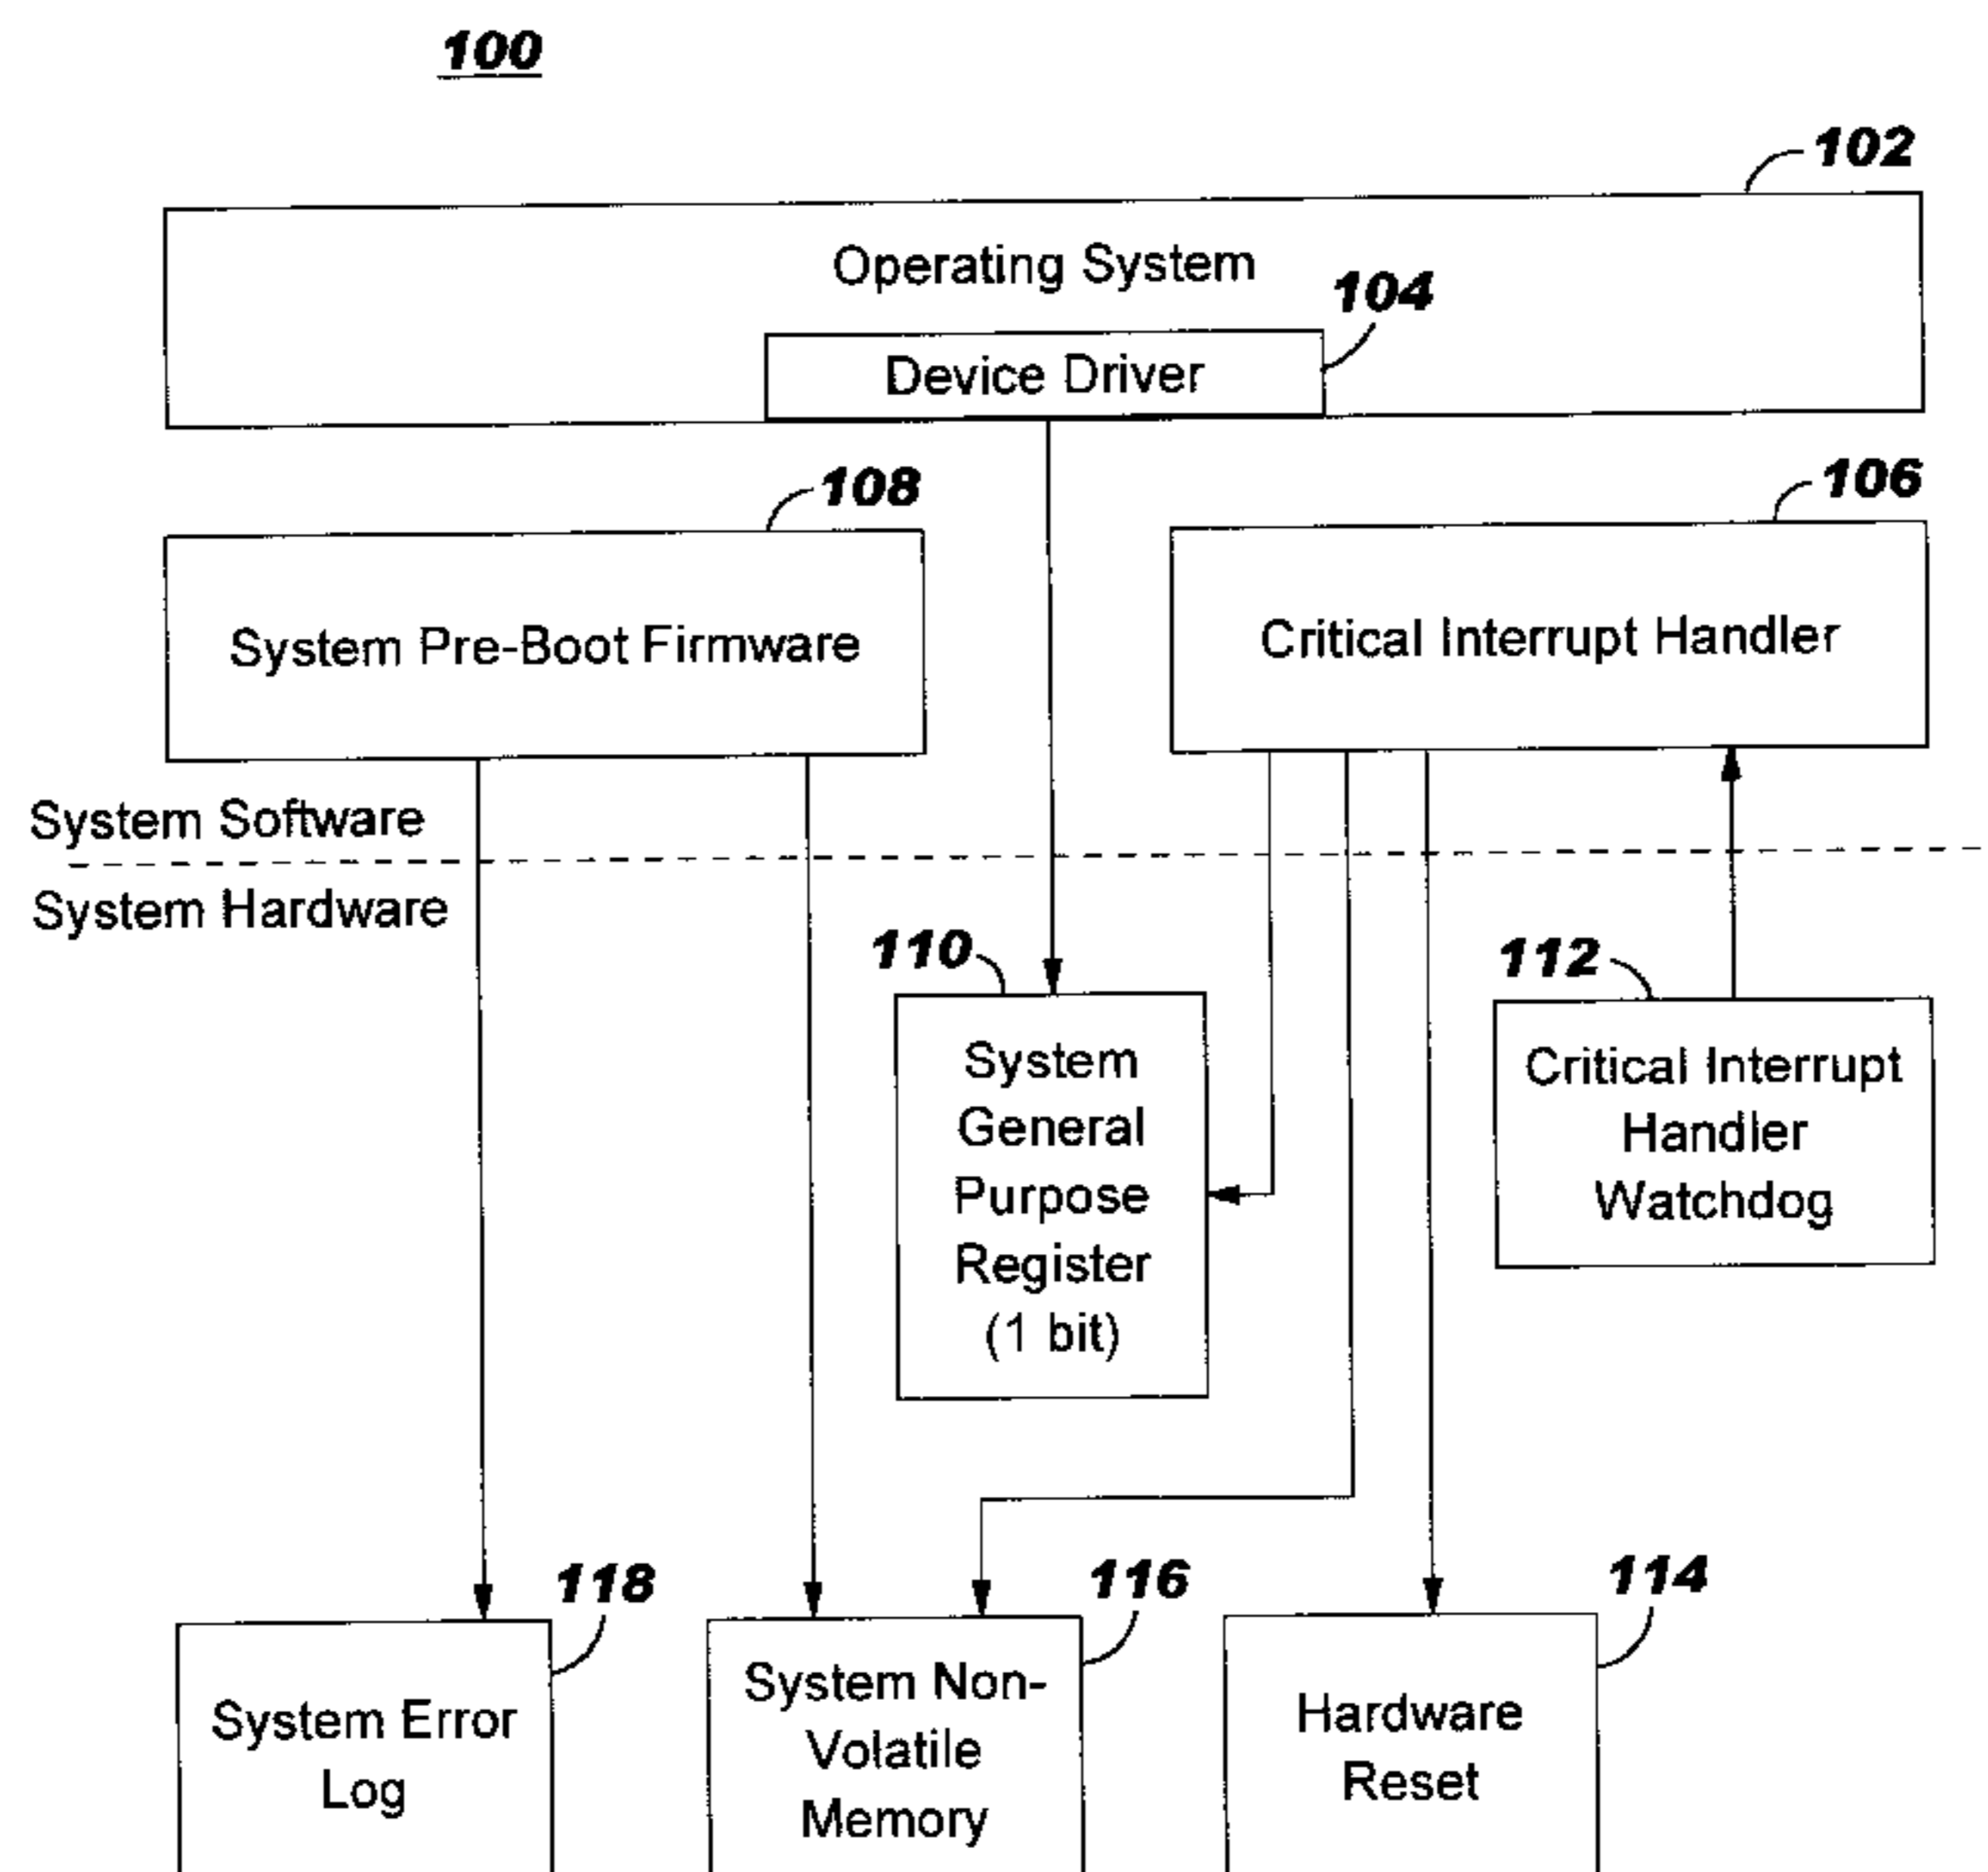 100
102
Operating System
104
Device Driver
108
106
System Pre-Boot Firmware
Critical Interrupt Handler
System Software
System Hardware
110
112
System
General
Purpose
Register
(1 bit)
Critical Interrupt
Handler
Watchdog
118
116
114
System Error
Log
System Non-
Volatile
Memory
Hardware
Reset